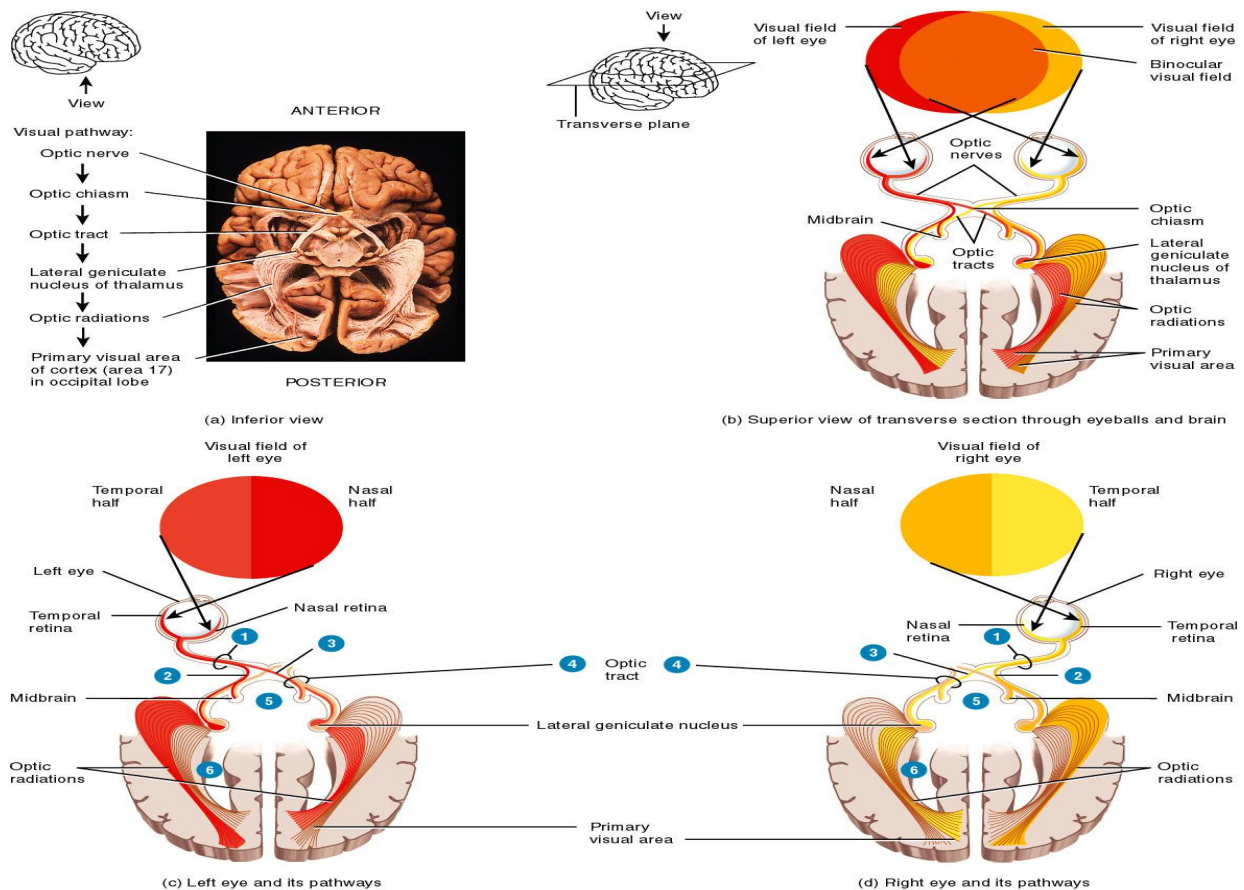 View
Visual pathway:
Optic nerve
Optic chiasm
Optic tract
Lateral geniculate
nucleus of thalamus
Optic radiations
Primary visual area
of cortex (area 17)
in occipital lobe
ANTERIOR
POSTERIOR
(a) Inferior view
View
Transverse plane
Visual field
of left eye
Visual field
of right eye
Binocular
visual field
Optic
nerves
Midbrain
Optic
tracts
Optic
chiasm
Lateral
geniculate
nucleus of
thalamus
Optic
radiations
Primary
visual area
(b) Superior view of transverse section through eyeballs and brain
Visual field of
left eye
Temporal
half
Nasal
half
Left eye
Temporal
retina
Nasal retina
1
2
3
4
5
6
Midbrain
Optic
radiations
(c) Left eye and its pathways
Optic
tract
Lateral geniculate nucleus
Primary
visual area
Visual field of
right eye
Nasal
half
Temporal
half
Right eye
Nasal
retina
Temporal
retina
1
2
3
4
5
6
Midbrain
Optic
radiations
(d) Right eye and its pathways